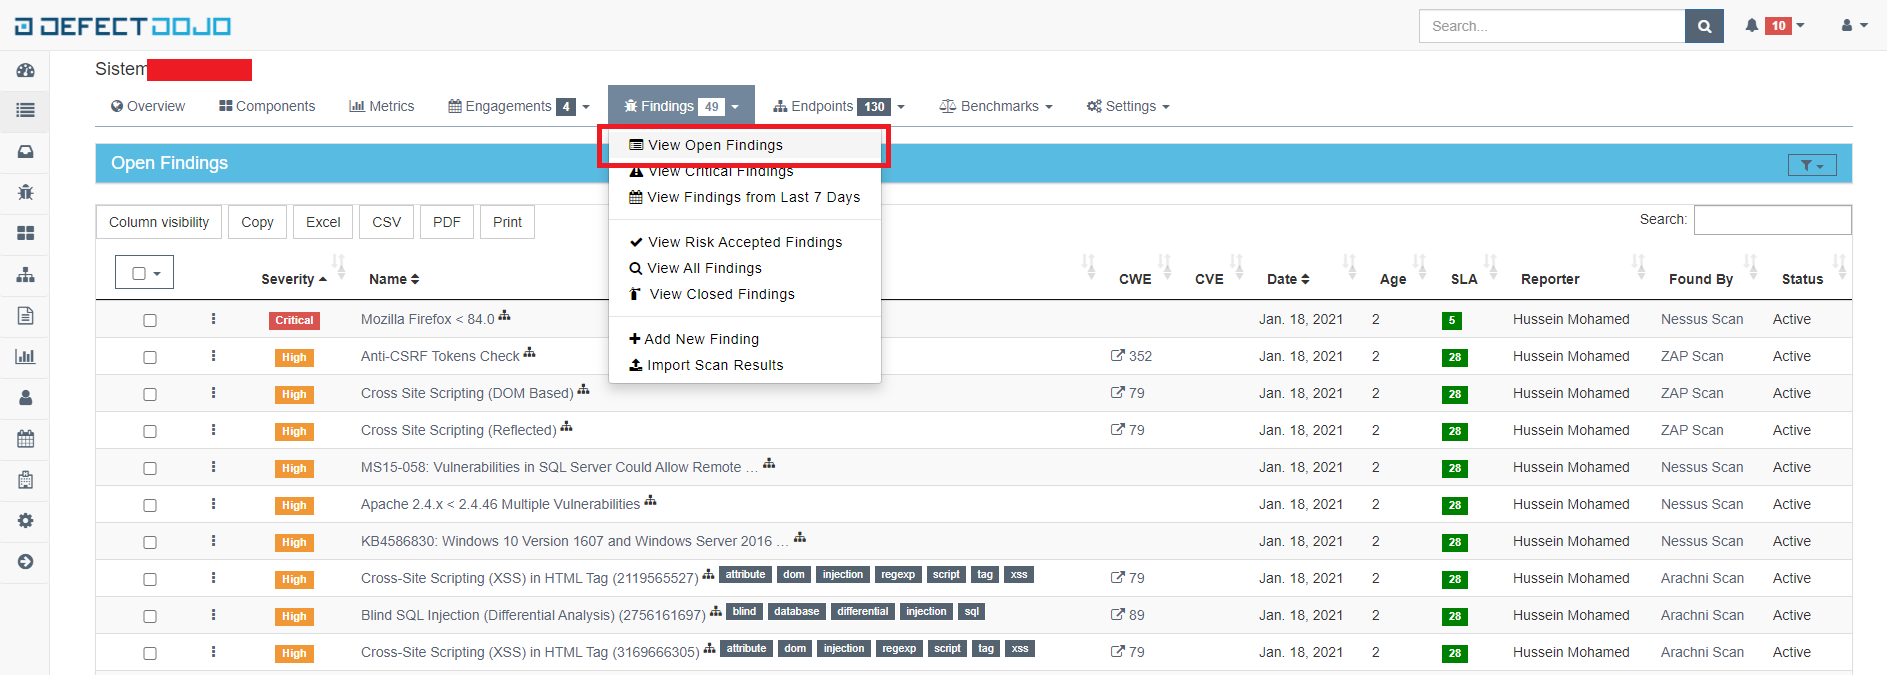 DEFECTDOJO
Search...
10
Sistem
Overview
Components
Metrics
Engagements 4
Findings 49
Endpoints 130
Benchmarks
Settings
View Open Findings
View Critical Findings
View Findings from Last 7 Days
View Risk Accepted Findings
View All Findings
View Closed Findings
Add New Finding
Import Scan Results
Open Findings
Column visibility
Copy
Excel
CSV
PDF
Print
Search:
Severity Name CWE CVE Date Age SLA Reporter Found By Status
Critical Mozilla Firefox < 84.0 Jan. 18, 2021 2 5 Hussein Mohamed Nessus Scan Active
High Anti-CSRF Tokens Check 352 Jan. 18, 2021 2 28 Hussein Mohamed ZAP Scan Active
High Cross Site Scripting (DOM Based) 79 Jan. 18, 2021 2 28 Hussein Mohamed ZAP Scan Active
High Cross Site Scripting (Reflected) 79 Jan. 18, 2021 2 28 Hussein Mohamed ZAP Scan Active
High MS15-058: Vulnerabilities in SQL Server Could Allow Remote ... Jan. 18, 2021 2 28 Hussein Mohamed Nessus Scan Active
High Apache 2.4.x < 2.4.46 Multiple Vulnerabilities Jan. 18, 2021 2 28 Hussein Mohamed Nessus Scan Active
High KB4586830: Windows 10 Version 1607 and Windows Server 2016 ... Jan. 18, 2021 2 28 Hussein Mohamed Nessus Scan Active
High Cross-Site Scripting (XSS) in HTML Tag (2119565527) attribute dom injection regexp script tag xss 79 Jan. 18, 2021 2 28 Hussein Mohamed Arachni Scan Active
High Blind SQL Injection (Differential Analysis) (2756161697) blind database differential injection sql 89 Jan. 18, 2021 2 28 Hussein Mohamed Arachni Scan Active
High Cross-Site Scripting (XSS) in HTML Tag (3169666305) attribute dom injection regexp script tag xss 79 Jan. 18, 2021 2 28 Hussein Mohamed Arachni Scan Active